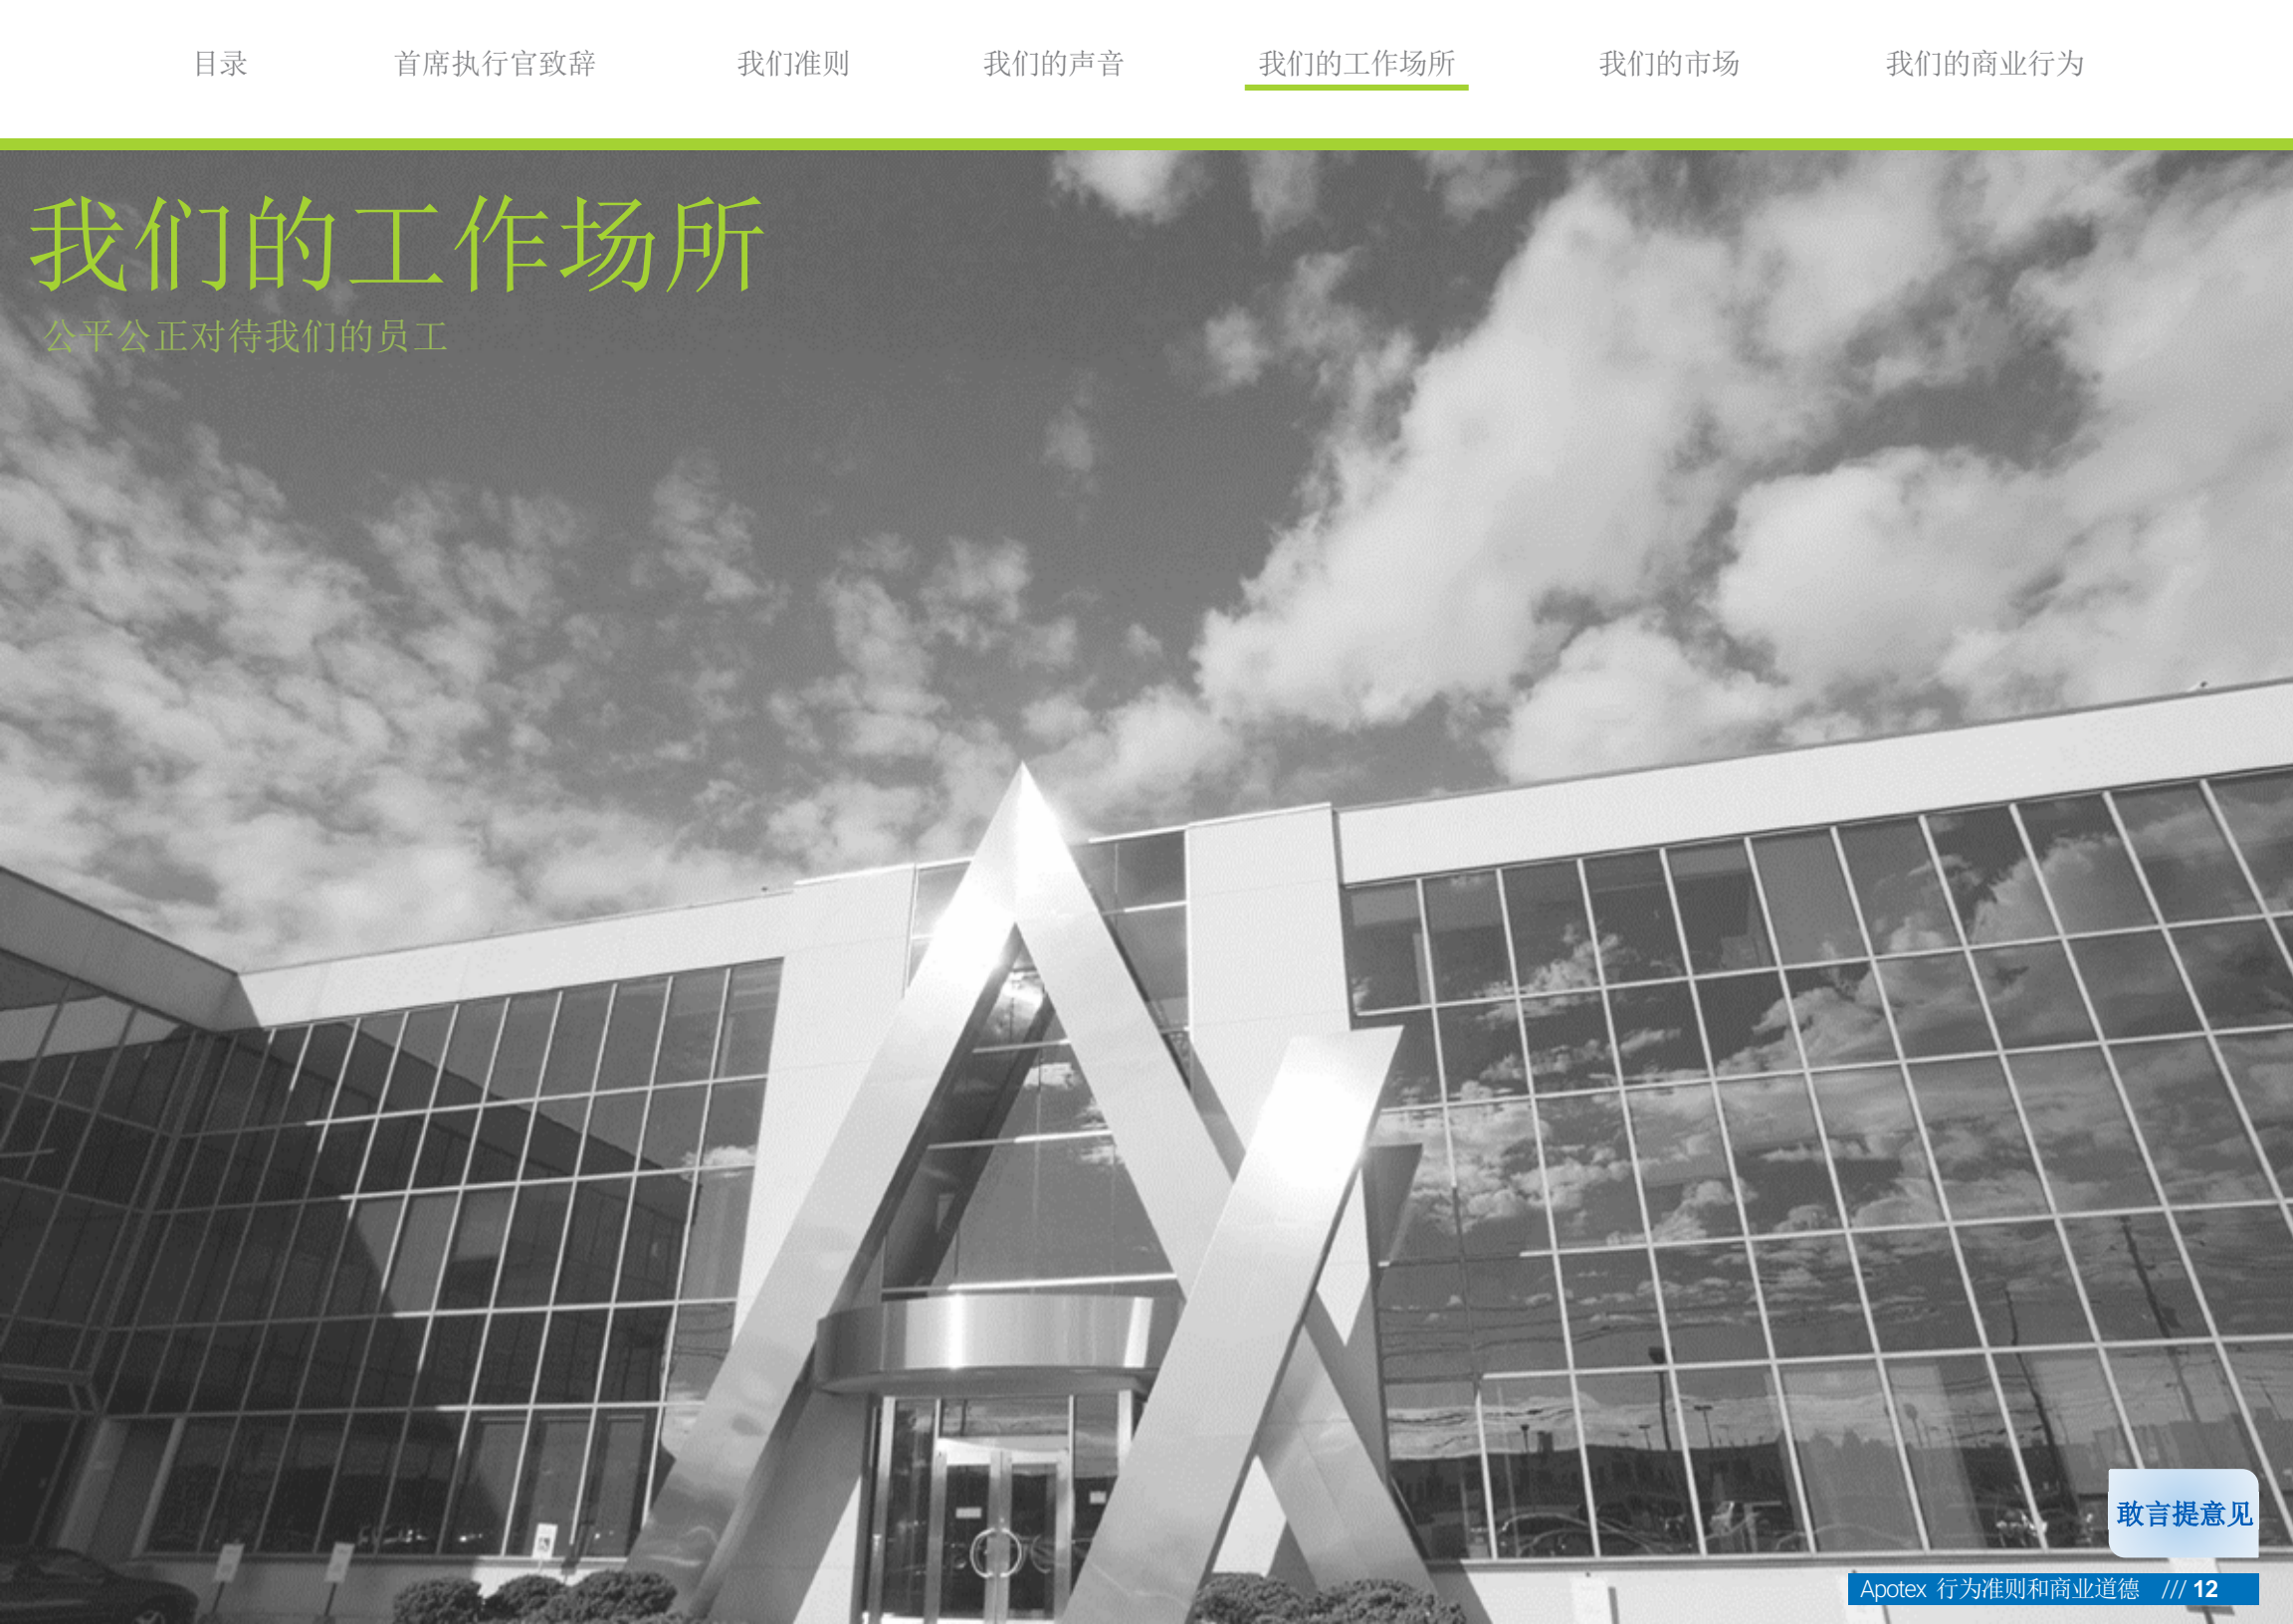 目录 首席执行官致辞 我们准则 我们的声音 我们的工作场所 我们的市场 我们的商业行为
我们的工作场所
公平公正对待我们的员工
敢言提意见
Apotex 行为准则和商业道德 /// 12